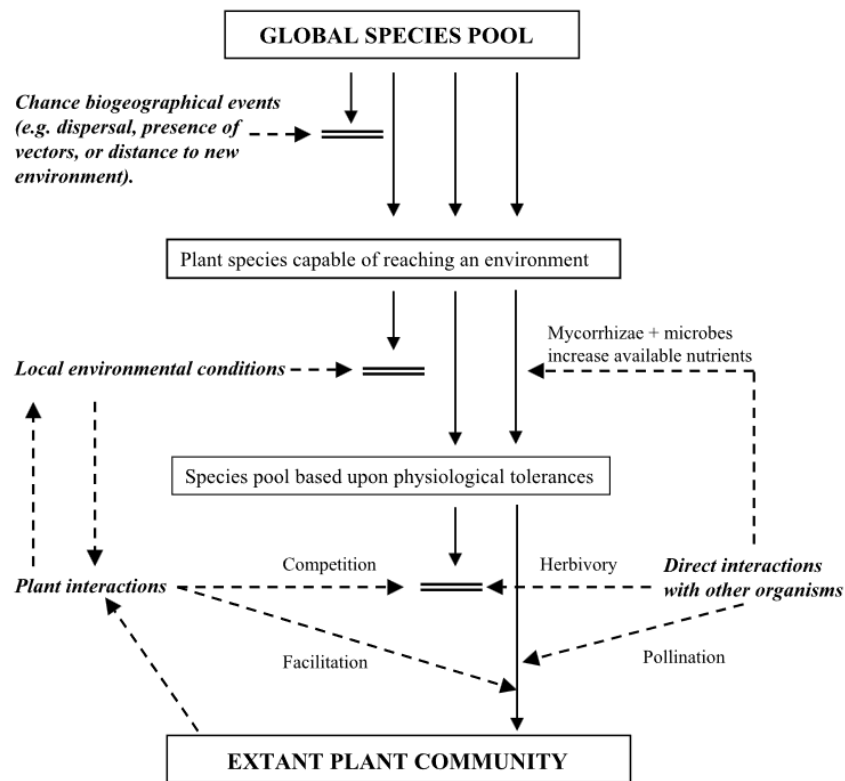 GLOBAL SPECIES POOL
Chance biogeographical events
(e.g. dispersal, presence of
vectors, or distance to new
environment).
Plant species capable of reaching an environment
Mycorrhizae + microbes
increase available nutrients
Local environmental conditions
Species pool based upon physiological tolerances
Competition
Herbivory
Plant interactions
Direct interactions
with other organisms
Facilitation
Pollination
EXTANT PLANT COMMUNITY